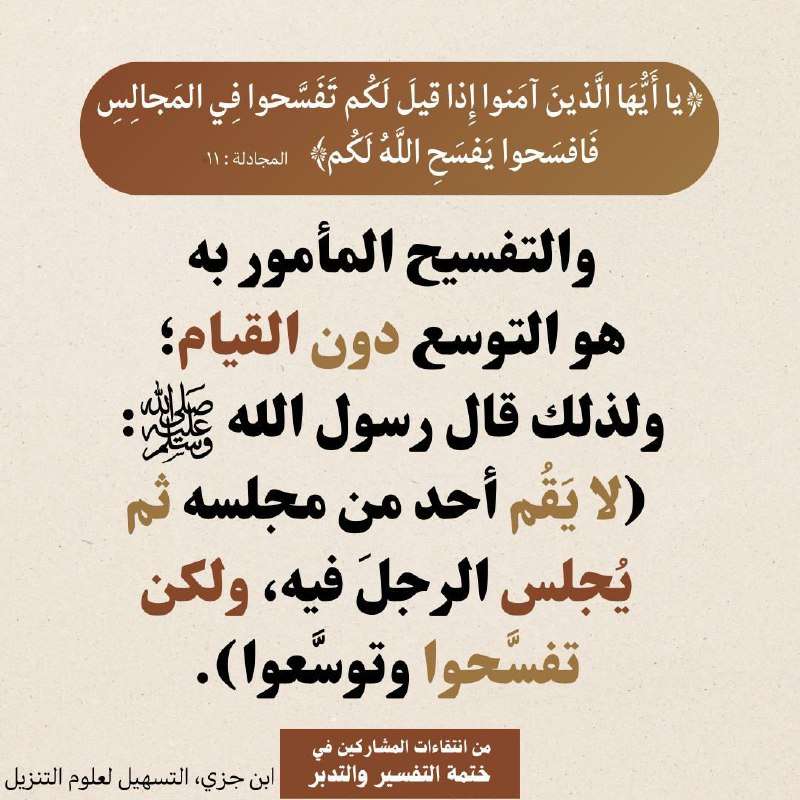 ﴿يا أَيُّهَا الَّذينَ آمَنوا إِذا قيلَ لَكُم تَفَسَّحوا فِي المَجالِسِ
فَافسَحوا يَفسَحِ اللَّهُ لَكُم﴾ المجادلة : ١١
والتفسيح المأمور به
هو التوسع دون القيام؛
ولذلك قال رسول الله ﷺ:
(لا يَقُم أحد من مجلسه ثم
يُجلس الرجلَ فيه، ولكن
تفسَّحوا وتوسَّعوا).
من انتقاءات المشاركين في
ختمة التفسير والتدبر
ابن جزي، التسهيل لعلوم التنزيل